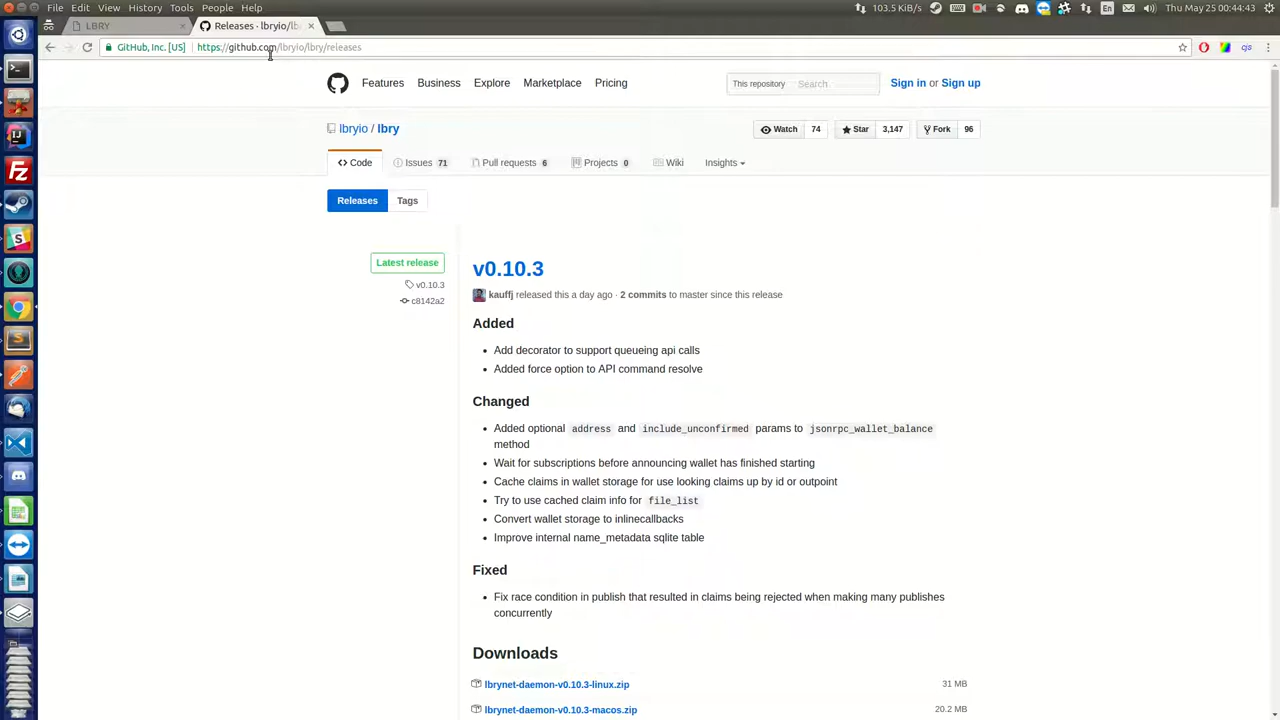 File Edit View History Tools People Help
103.5 KiB/s
En
Thu May 25 00:44:43
LBRY
Releases · lbryio/lb
GitHub, Inc. [US]
https://github.com/lbryio/lbry/releases
Features Business Explore Marketplace Pricing
This repository Search
Sign in or Sign up
lbryio / lbry
Watch 74
Star 3,147
Fork 96
Code
Issues 71
Pull requests 6
Projects 0
Wiki
Insights
Releases
Tags
Latest release
v0.10.3
c8142a2
v0.10.3
kauffj released this a day ago · 2 commits to master since this release
Added
Add decorator to support queueing api calls
Added force option to API command resolve
Changed
Added optional address and include_unconfirmed params to jsonrpc_wallet_balance
method
Wait for subscriptions before announcing wallet has finished starting
Cache claims in wallet storage for use looking claims up by id or outpoint
Try to use cached claim info for file_list
Convert wallet storage to inlinecallbacks
Improve internal name_metadata sqlite table
Fixed
Fix race condition in publish that resulted in claims being rejected when making many publishes
concurrently
Downloads
lbrynet-daemon-v0.10.3-linux.zip
31 MB
lbrynet-daemon-v0.10.3-macos.zip
20.2 MB